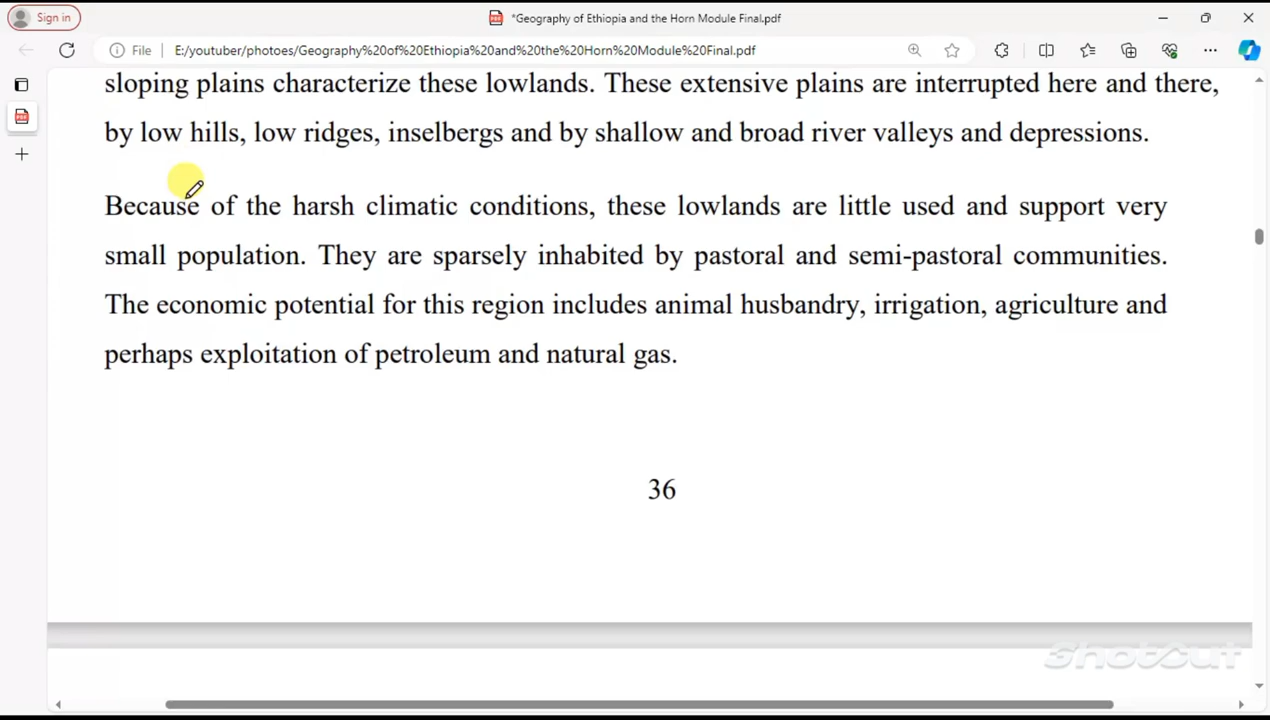 Sign in
*Geography of Ethiopia and the Horn Module Final.pdf
File
E:/youtuber/photoes/Geography%20of%20Ethiopia%20and%20the%20Horn%20Module%20Final.pdf
sloping plains characterize these lowlands. These extensive plains are interrupted here and there,
by low hills, low ridges, inselbergs and by shallow and broad river valleys and depressions.
Because of the harsh climatic conditions, these lowlands are little used and support very
small population. They are sparsely inhabited by pastoral and semi-pastoral communities.
The economic potential for this region includes animal husbandry, irrigation, agriculture and
perhaps exploitation of petroleum and natural gas.
36
Shotcut